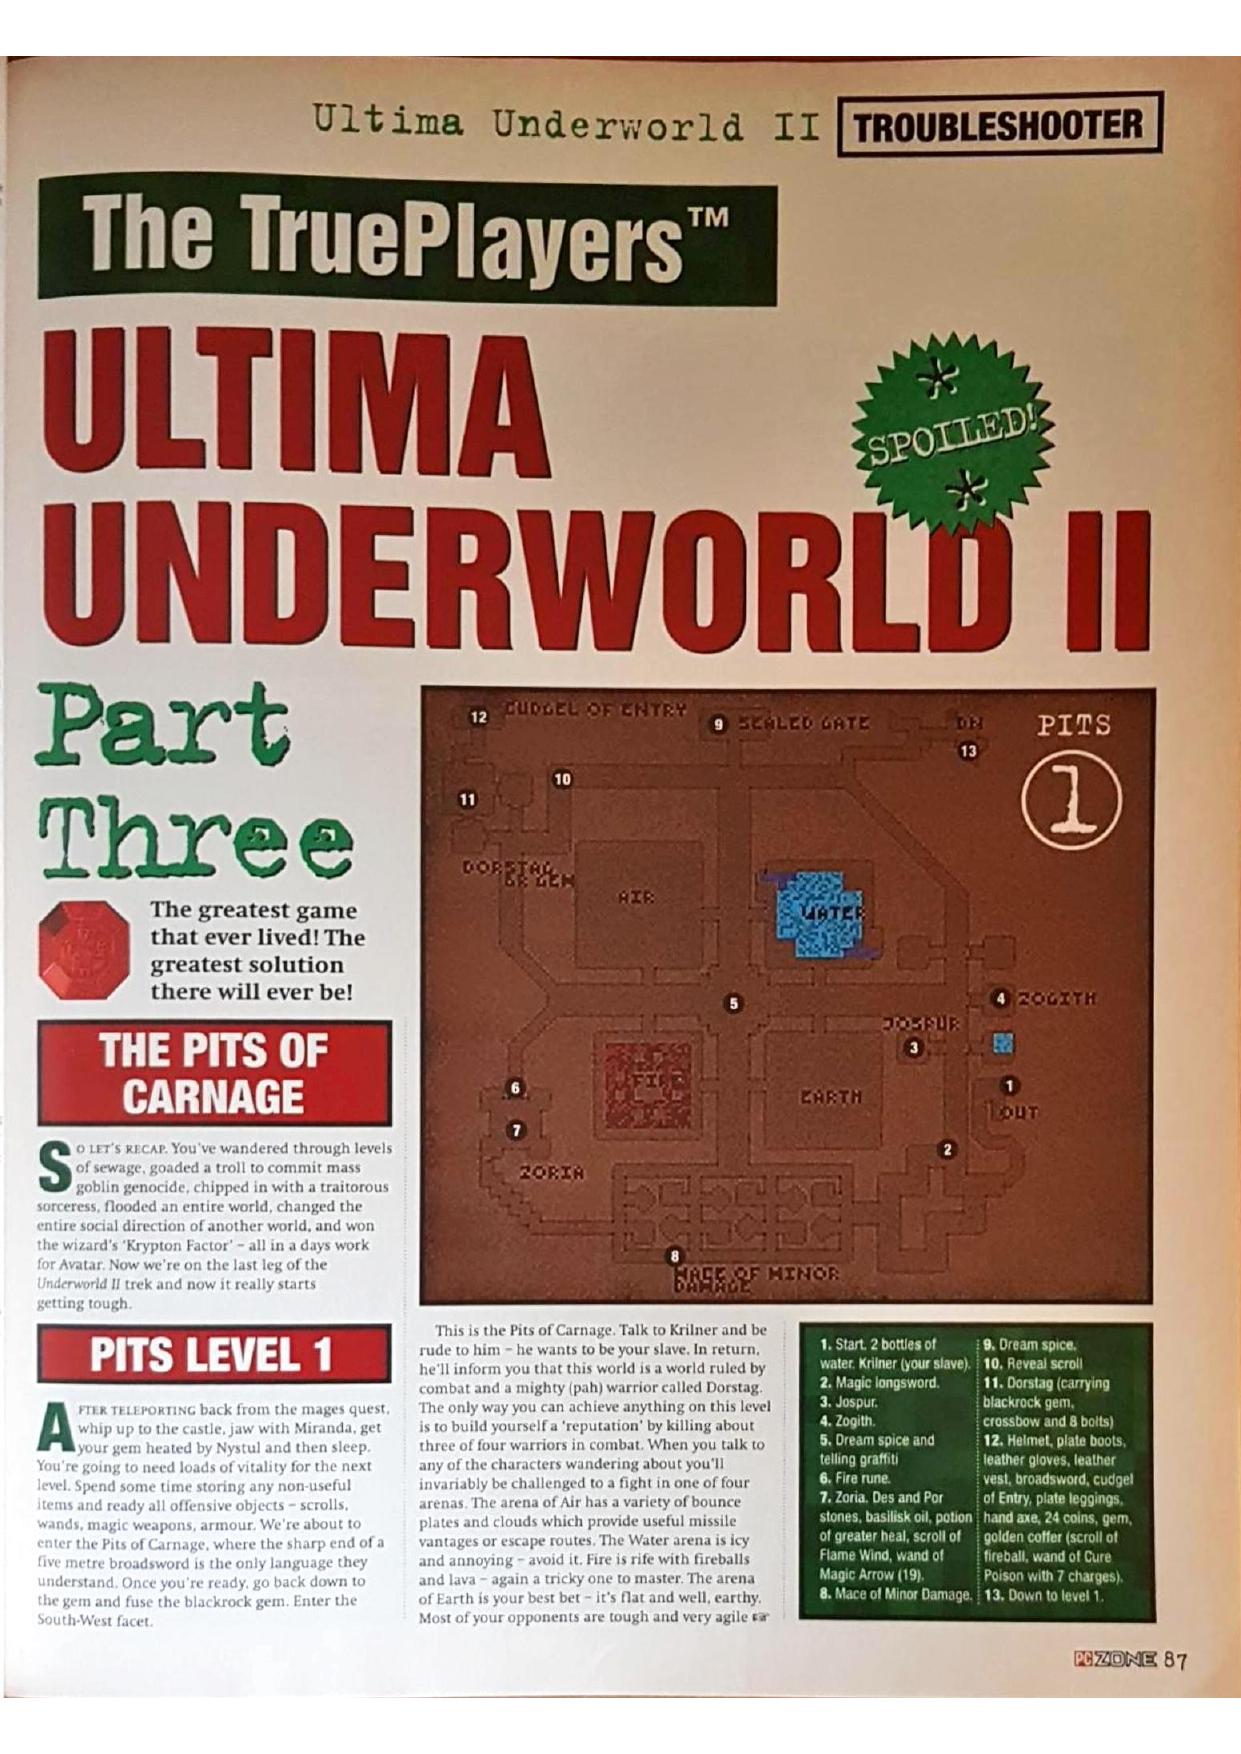 Ultima Underworld II TROUBLESHOOTER
The TruePlayers™
ULTIMA
UNDERWORLD II
* SPOILED! *
Part
Three
The greatest game
that ever lived! The
greatest solution
there will ever be!
THE PITS OF
CARNAGE
SO LET'S RECAP. You've wandered through levels
of sewage, goaded a troll to commit mass
goblin genocide, chipped in with a traitorous
sorceress, flooded an entire world, changed the
entire social direction of another world, and won
the wizard's 'Krypton Factor' – all in a days work
for Avatar. Now we're on the last leg of the
Underworld II trek and now it really starts
getting tough.
PITS LEVEL 1
AFTER TELEPORTING back from the mages quest,
whip up to the castle, jaw with Miranda, get
your gem heated by Nystul and then sleep.
You're going to need loads of vitality for the next
level. Spend some time storing any non-useful
items and ready all offensive objects – scrolls,
wands, magic weapons, armour. We're about to
enter the Pits of Carnage, where the sharp end of a
five metre broadsword is the only language they
understand. Once you're ready, go back down to
the gem and fuse the blackrock gem. Enter the
South-West facet.
PITS
1
12 CUDGEL OF ENTRY
9 SEALED GATE
DN
13
10
11
DORSTAG
BR GEM
AIR
WATER
5
4 ZOGITH
JOSPUR
3
FIRE
EARTH
6
1
OUT
7
2
ZORIA
8
MACE OF MINOR
DAMAGE
This is the Pits of Carnage. Talk to Krilner and be
rude to him – he wants to be your slave. In return,
he'll inform you that this world is a world ruled by
combat and a mighty (pah) warrior called Dorstag.
The only way you can achieve anything on this level
is to build yourself a 'reputation' by killing about
three of four warriors in combat. When you talk to
any of the characters wandering about you'll
invariably be challenged to a fight in one of four
arenas. The arena of Air has a variety of bounce
plates and clouds which provide useful missile
vantages or escape routes. The Water arena is icy
and annoying – avoid it. Fire is rife with fireballs
and lava – again a tricky one to master. The arena
of Earth is your best bet – it's flat and well, earthy.
Most of your opponents are tough and very agile ☞
1. Start. 2 bottles of
water. Krilner (your slave).
2. Magic longsword.
3. Jospur.
4. Zogith.
5. Dream spice and
telling graffiti
6. Fire rune.
7. Zoria. Des and Por
stones, basilisk oil, potion
of greater heal, scroll of
Flame Wind, wand of
Magic Arrow (19).
8. Mace of Minor Damage.
9. Dream spice.
10. Reveal scroll
11. Dorstag (carrying
blackrock gem,
crossbow and 8 bolts)
12. Helmet, plate boots,
leather gloves, leather
vest, broadsword, cudgel
of Entry, plate leggings,
hand axe, 24 coins, gem,
golden coffer (scroll of
fireball, wand of Cure
Poison with 7 charges).
13. Down to level 1.
PC ZONE 87